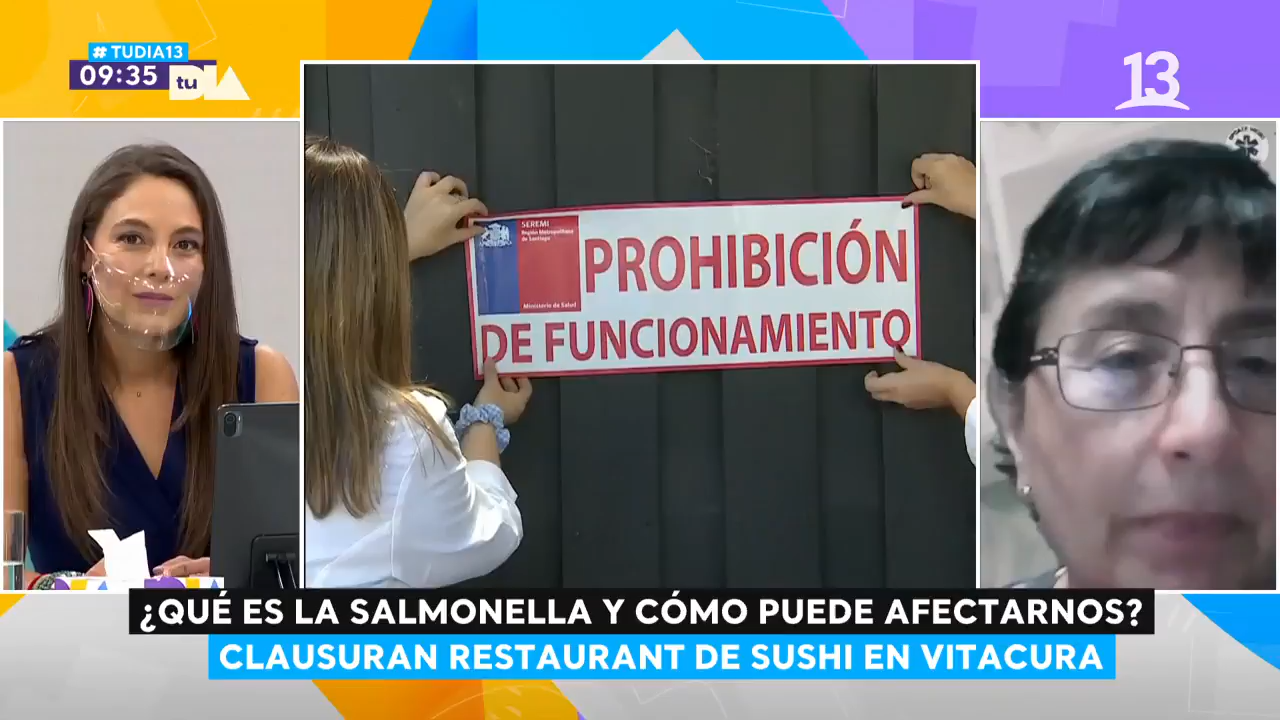 # TUDIA13
09:35
tu DÍA
13
SEREMI
Región Metropolitana
de Santiago
Ministerio de Salud
PROHIBICIÓN
DE FUNCIONAMIENTO
¿QUÉ ES LA SALMONELLA Y CÓMO PUEDE AFECTARNOS?
CLAUSURAN RESTAURANT DE SUSHI EN VITACURA